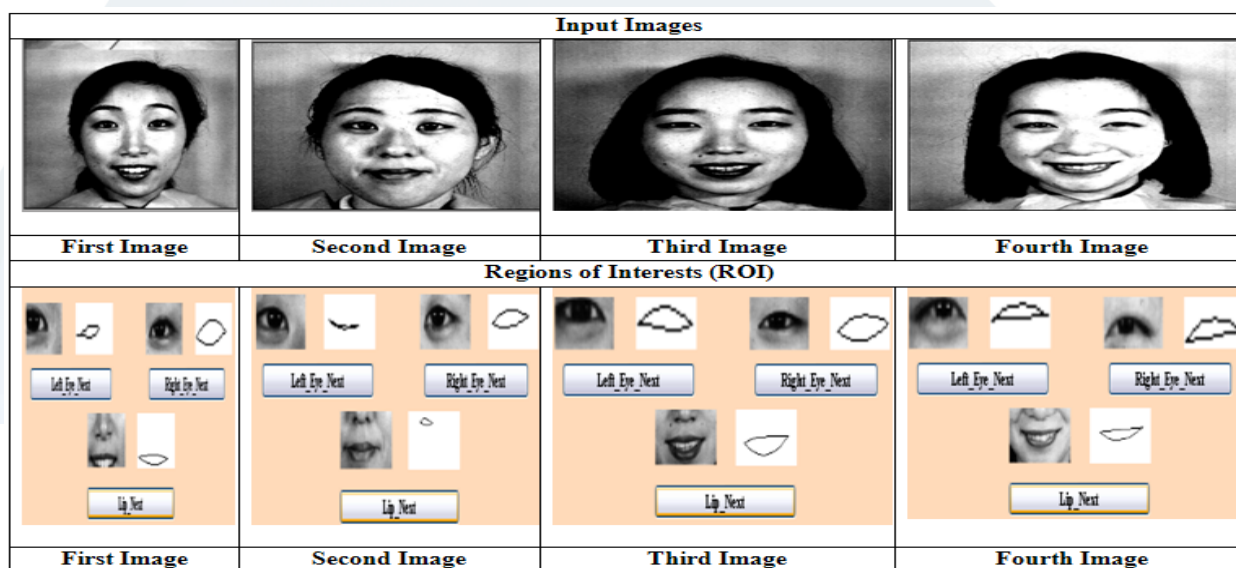 Input Images
First Image Second Image Third Image Fourth Image
Regions of Interests (ROI)
Left_Eye_Next Right_Eye_Next Left_Eye_Next Right_Eye_Next Left_Eye_Next Right_Eye_Next Left_Eye_Next Right_Eye_Next
Lip_Next Lip_Next Lip_Next Lip_Next
First Image Second Image Third Image Fourth Image